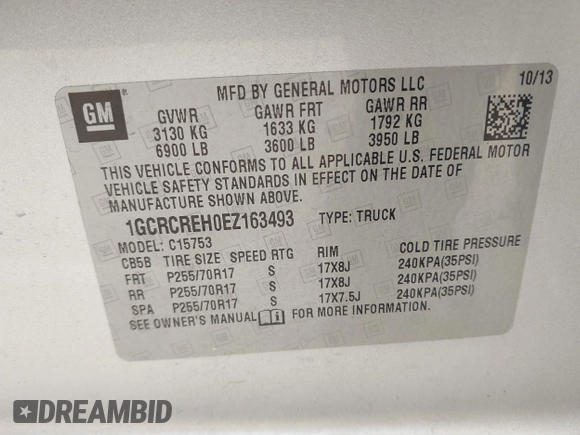 MFD BY GENERAL MOTORS LLC 10/13
GM
GVWR GAWR FRT GAWR RR
3130 KG 1633 KG 1792 KG
6900 LB 3600 LB 3950 LB
THIS VEHICLE CONFORMS TO ALL APPLICABLE U.S. FEDERAL MOTOR
VEHICLE SAFETY STANDARDS IN EFFECT ON THE DATE OF
MANUFACTURE SHOWN ABOVE.
1GCRCREH0EZ163493 TYPE: TRUCK
MODEL: C15753
CB5B TIRE SIZE SPEED RTG RIM COLD TIRE PRESSURE
FRT P255/70R17 S 17X8J 240KPA(35PSI)
RR P255/70R17 S 17X8J 240KPA(35PSI)
SPA P255/70R17 S 17X7.5J 240KPA(35PSI)
SEE OWNER'S MANUAL FOR MORE INFORMATION.
DREAMBID